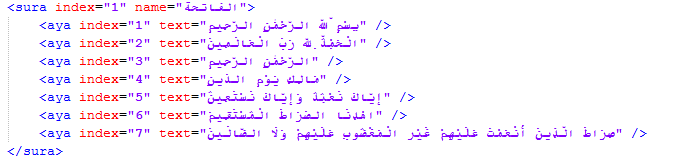 <sura index="1" name="الفاتحة">
<aya index="1" text="بِسْمِ اللَّهِ الرَّحْمَٰنِ الرَّحِيمِ" />
<aya index="2" text="الْحَمْدُ لِلَّهِ رَبِّ الْعَالَمِينَ" />
<aya index="3" text="الرَّحْمَٰنِ الرَّحِيمِ" />
<aya index="4" text="مَالِكِ يَوْمِ الدِّينِ" />
<aya index="5" text="إِيَّاكَ نَعْبُدُ وَإِيَّاكَ نَسْتَعِينُ" />
<aya index="6" text="اهْدِنَا الصِّرَاطَ الْمُسْتَقِيمَ" />
<aya index="7" text="صِرَاطَ الَّذِينَ أَنْعَمْتَ عَلَيْهِمْ غَيْرِ الْمَغْضُوبِ عَلَيْهِمْ وَلَا الضَّالِّينَ" />
</sura>